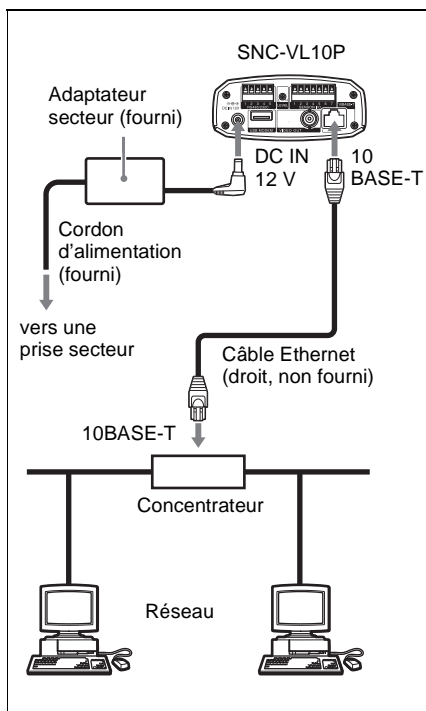 SNC-VL10P
Adaptateur
secteur (fourni)
DC IN
12 V
10
BASE-T
Cordon
d'alimentation
(fourni)
vers une
prise secteur
Câble Ethernet
(droit, non fourni)
10BASE-T
Concentrateur
Réseau